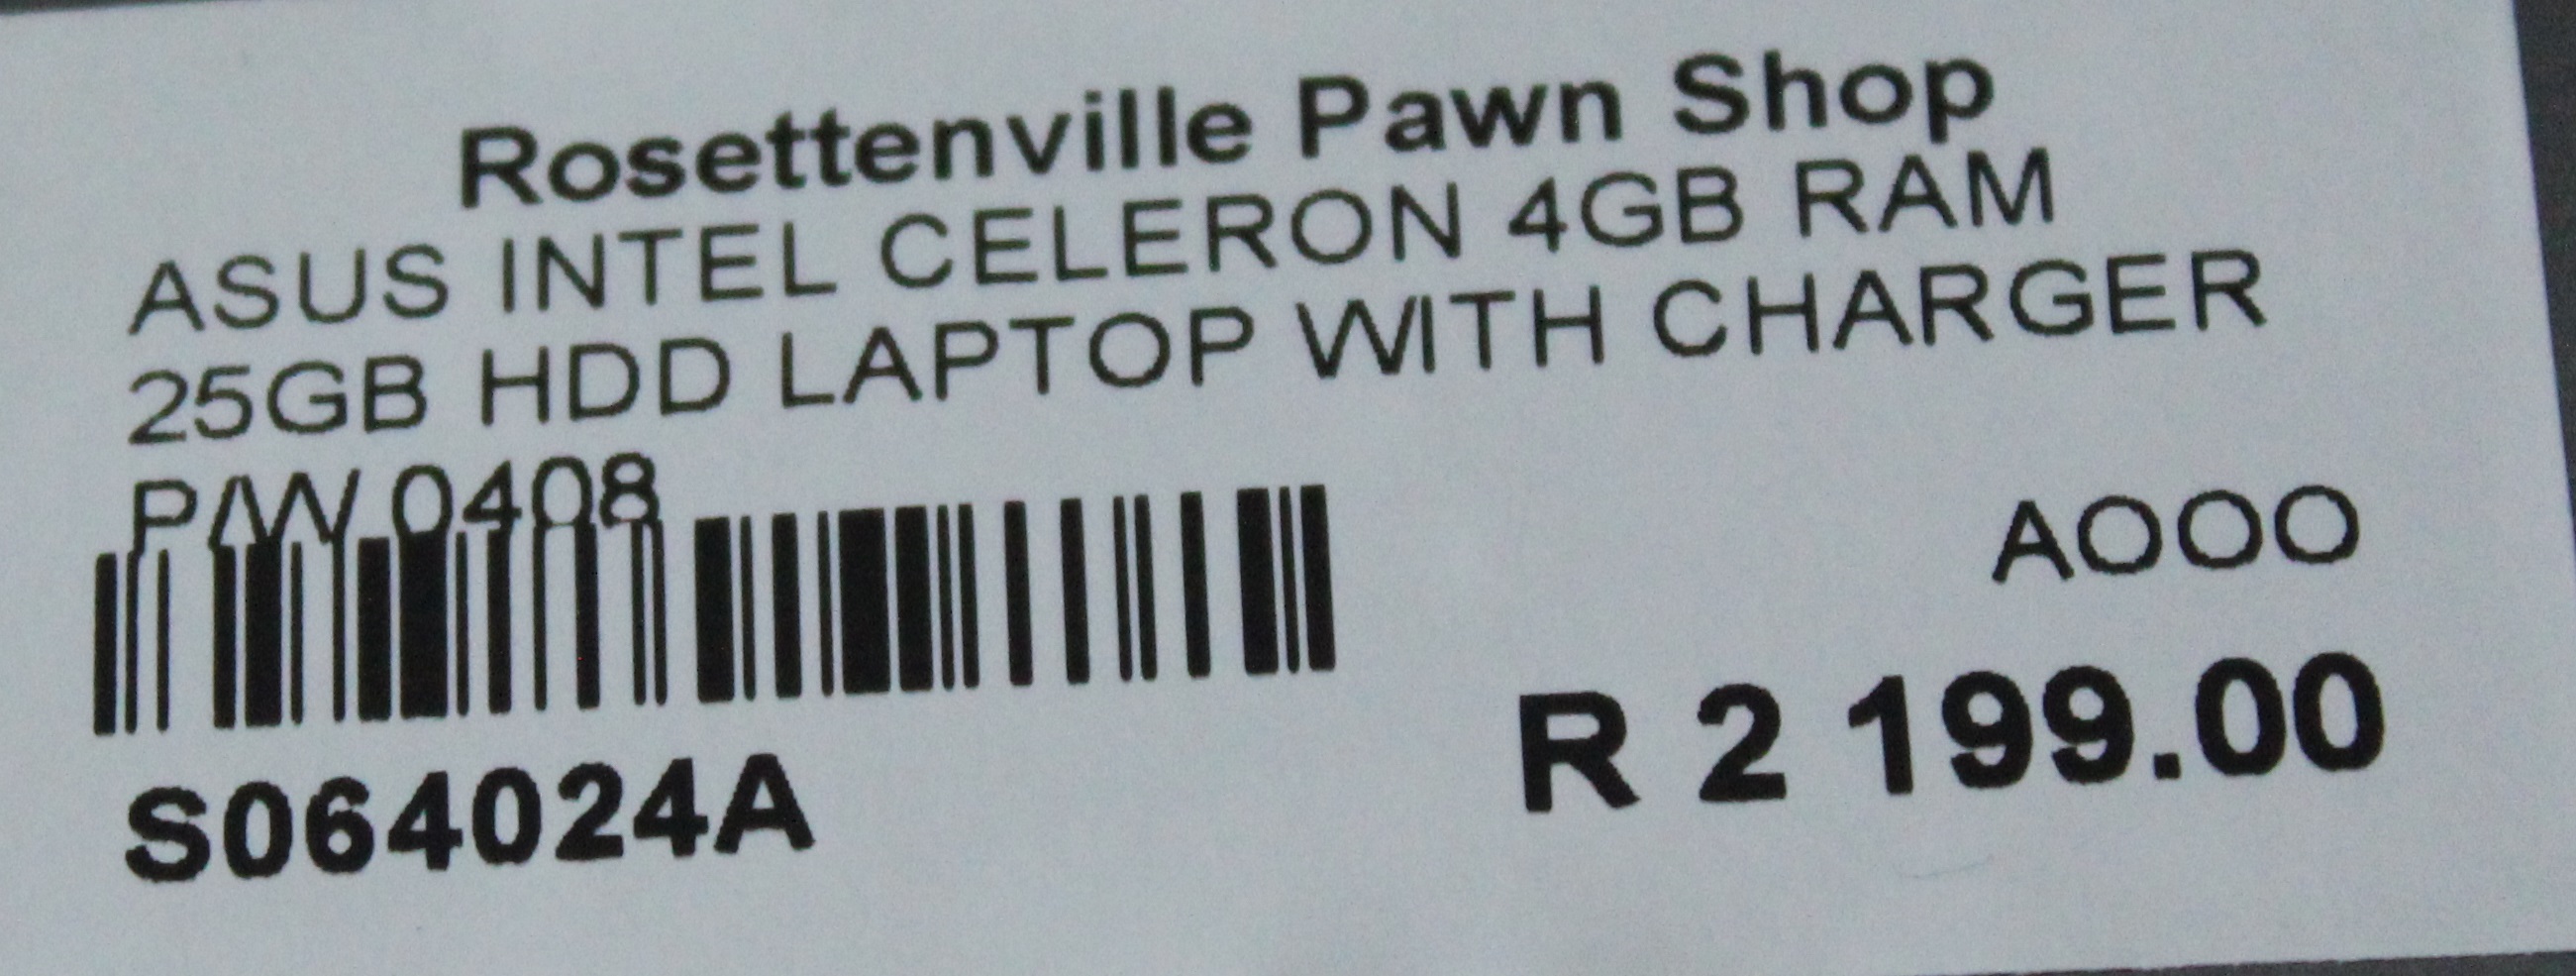 Rosettenville Pawn Shop
ASUS INTEL CELERON 4GB RAM
25GB HDD LAPTOP WITH CHARGER
P/W 0408
AOOO
R 2 199.00
S064024A